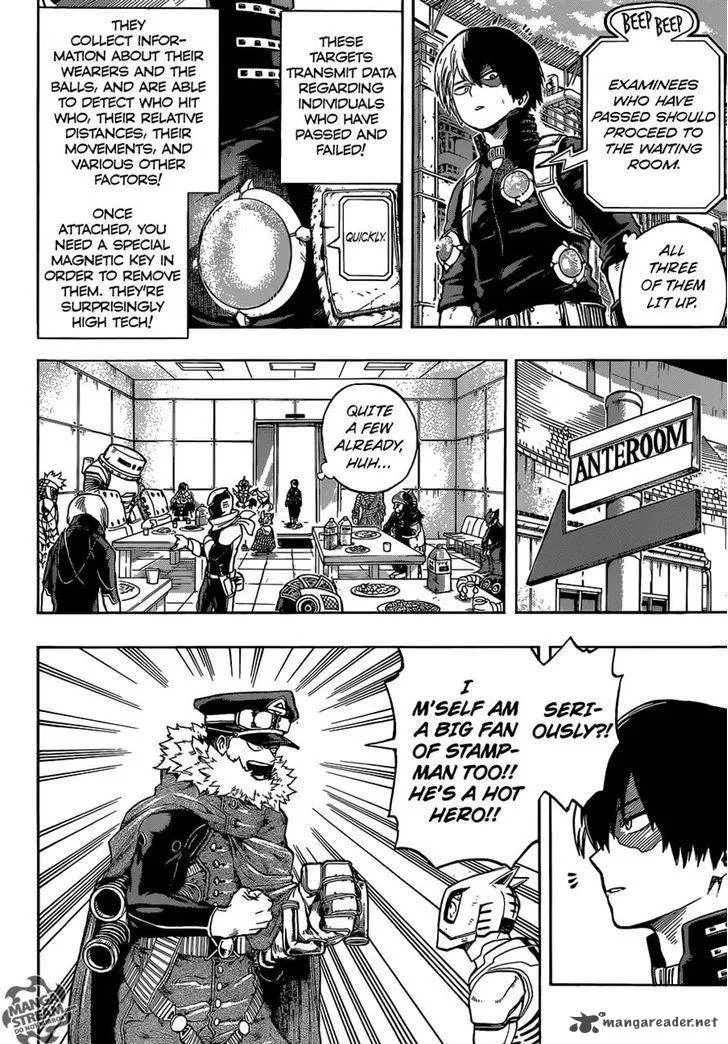 BEEP BEEP
EXAMINEES
WHO HAVE
PASSED SHOULD
PROCEED TO
THE WAITING
ROOM.
ALL
THREE
OF THEM
LIT UP.
THESE
TARGETS
TRANSMIT DATA
REGARDING
INDIVIDUALS
WHO HAVE
PASSED AND
FAILED!
QUICKLY.
THEY
COLLECT INFOR-
MATION ABOUT THEIR
WEARERS AND THE
BALLS, AND ARE ABLE
TO DETECT WHO HIT
WHO, THEIR RELATIVE
DISTANCES, THEIR
MOVEMENTS, AND
VARIOUS OTHER
FACTORS!
ONCE
ATTACHED, YOU
NEED A SPECIAL
MAGNETIC KEY IN
ORDER TO REMOVE
THEM. THEY'RE
SURPRISINGLY
HIGH TECH!
ANTEROOM
QUITE
A FEW
ALREADY,
HUH...
SERI-
OUSLY?!
I
M'SELF AM
A BIG FAN
OF STAMP-
MAN TOO!!
HE'S A HOT
HERO!!
MANGA
STREAM
mangareader.net